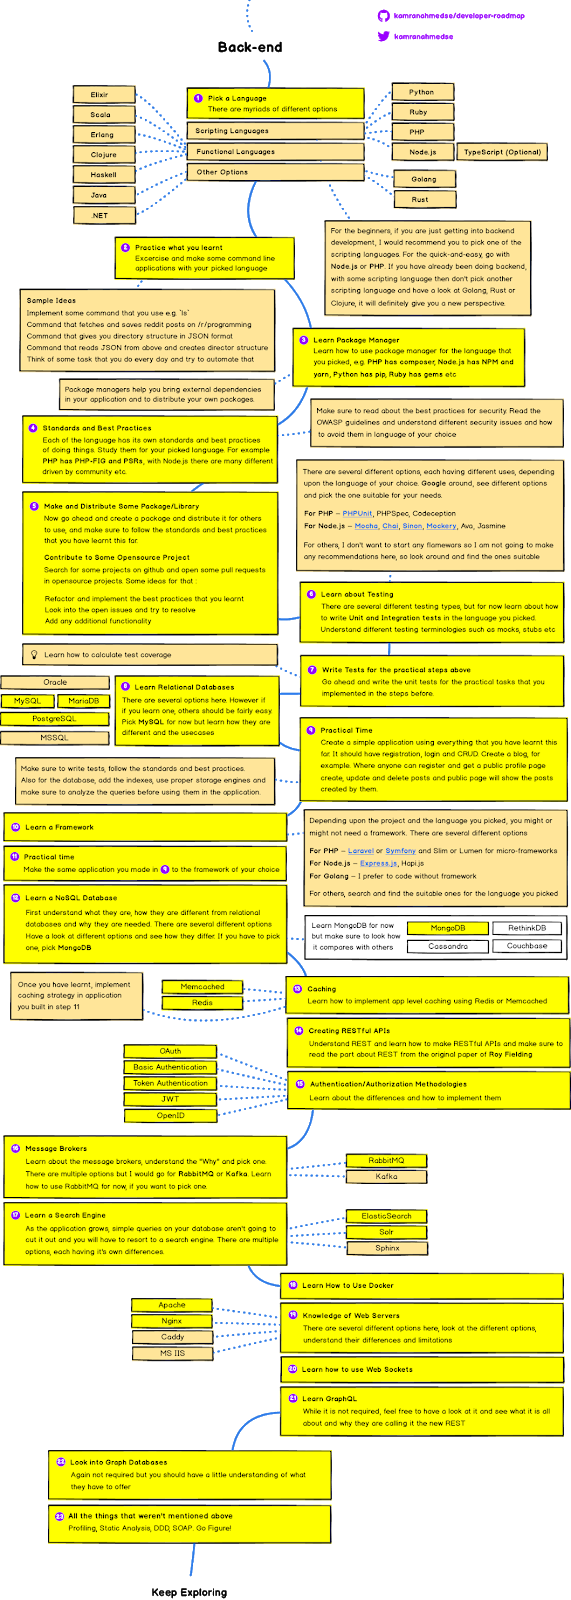 kamranahmedse/developer-roadmap
kamranahmedse
Back-end
1 Pick a Language
There are myriads of different options
Scripting Languages
Functional Languages
Other Options
Elixir
Scala
Erlang
Clojure
Haskell
Java
.NET
Python
Ruby
PHP
Node.js
TypeScript (Optional)
Golang
Rust
For the beginners, if you are just getting into backend
development, I would recommend you to pick one of the
scripting languages. For the quick-and-easy, go with
Node.js or PHP. If you have already been doing backend,
with some scripting language then don't pick another
scripting language and have a look at Golang, Rust or
Clojure, it will definitely give you a new perspective.
2 Practice what you learnt
Excercise and make some command line
applications with your picked language
Sample Ideas
Implement some command that you use e.g. `ls`
Command that fetches and saves reddit posts on /r/programming
Command that gives you directory structure in JSON format
Command that reads JSON from above and creates director structure
Think of some task that you do every day and try to automate that
3 Learn Package Manager
Learn how to use package manager for the language that
you picked, e.g. PHP has composer, Node.js has NPM and
yarn, Python has pip, Ruby has gems etc
Package managers help you bring external dependencies
in your application and to distribute your own packages.
4 Standards and Best Practices
Each of the language has its own standards and best practices
of doing things. Study them for your picked language. For example
PHP has PHP-FIG and PSRs, with Node.js there are many different
driven by community etc.
Make sure to read about the best practices for security. Read the
OWASP guidelines and understand different security issues and how
to avoid them in language of your choice
5 Make and Distribute Some Package/Library
Now go ahead and create a package and distribute it for others
to use, and make sure to follow the standards and best practices
that you have learnt this far.
Contribute to Some Opensource Project
Search for some projects on github and open some pull requests
in opensource projects. Some ideas for that :
Refactor and implement the best practices that you learnt
Look into the open issues and try to resolve
Add any additional functionality
There are several different options, each having different uses, depending
upon the language of your choice. Google around, see different options
and pick the one suitable for your needs.
For PHP – PHPUnit, PHPSpec, Codeception
For Node.js – Mocha, Chai, Sinon, Mockery, Ava, Jasmine
For others, I don't want to start any flamewars so I am not going to make
any recommendations here, so look around and find the ones suitable
6 Learn about Testing
There are several different testing types, but for now learn about how
to write Unit and Integration tests in the language you picked.
Understand different testing terminologies such as mocks, stubs etc
Learn how to calculate test coverage
7 Write Tests for the practical steps above
Go ahead and write the unit tests for the practical tasks that you
implemented in the steps before.
8 Learn Relational Databases
There are several options here. However if
if you learn one, others should be fairly easy.
Pick MySQL for now but learn how they are
different and the usecases
Oracle
MySQL
MariaDB
PostgreSQL
MSSQL
9 Practical Time
Create a simple application using everything that you have learnt this
far. It should have registration, login and CRUD. Create a blog, for
example. Where anyone can register and get a public profile page
create, update and delete posts and public page will show the posts
created by them.
Make sure to write tests, follow the standards and best practices.
Also for the database, add the indexes, use proper storage engines and
make sure to analyze the queries before using them in the application.
10 Learn a Framework
Depending upon the project and the language you picked, you might or
might not need a framework. There are several different options
For PHP – Laravel or Symfony and Slim or Lumen for micro-frameworks
For Node.js – Express.js, Hapi.js
For Golang – I prefer to code without framework
For others, search and find the suitable ones for the language you picked
11 Practical time
Make the same application you made in 9 to the framework of your choice
12 Learn a NoSQL Database
First understand what they are, how they are different from relational
databases and why they are needed. There are several different options
Have a look at different options and see how they differ. If you have to pick
one, pick MongoDB
Learn MongoDB for now
but make sure to look how
it compares with others
MongoDB
RethinkDB
Cassandra
Couchbase
13 Caching
Learn how to implement app level caching using Redis or Memcached
Memcached
Redis
Once you have learnt, implement
caching strategy in application
you built in step 11
14 Creating RESTful APIs
Understand REST and learn how to make RESTful APIs and make sure to
read the part about REST from the original paper of Roy Fielding
15 Authentication/Authorization Methodologies
Learn about the differences and how to implement them
OAuth
Basic Authentication
Token Authentication
JWT
OpenID
16 Message Brokers
Learn about the message brokers, understand the "Why" and pick one.
There are multiple options but I would go for RabbitMQ or Kafka. Learn
how to use RabbitMQ for now, if you want to pick one.
RabbitMQ
Kafka
17 Learn a Search Engine
As the application grows, simple queries on your database aren't going to
cut it out and you will have to resort to a search engine. There are multiple
options, each having it's own differences.
ElasticSearch
Solr
Sphinx
18 Learn How to Use Docker
19 Knowledge of Web Servers
There are several different options here, look at the different options,
understand their differences and limitations
Apache
Nginx
Caddy
MS IIS
20 Learn how to use Web Sockets
21 Learn GraphQL
While it is not required, feel free to have a look at it and see what it is all
about and why they are calling it the new REST
22 Look into Graph Databases
Again not required but you should have a little understanding of what
they have to offer
23 All the things that weren't mentioned above
Profiling, Static Analysis, DDD, SOAP. Go Figure!
Keep Exploring